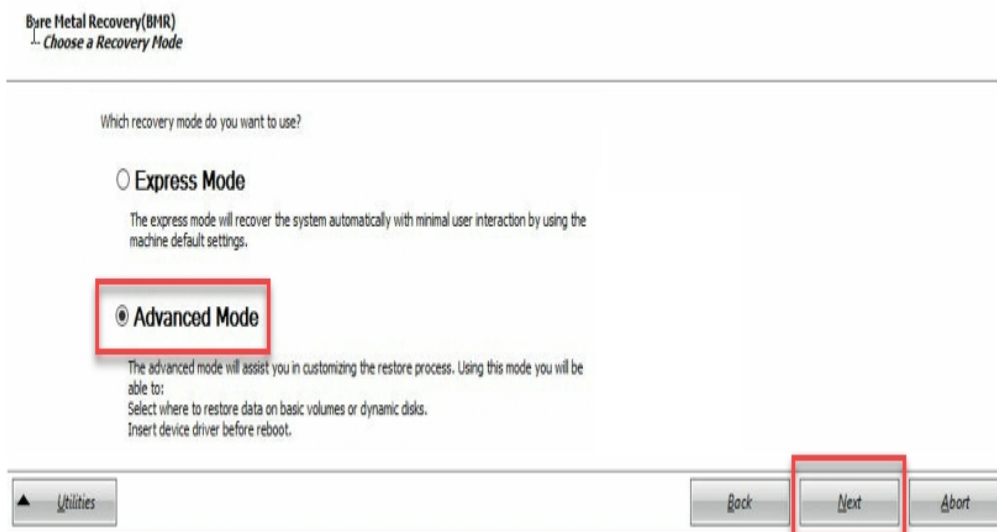 Bare Metal Recovery(BMR)
-- Choose a Recovery Mode
Which recovery mode do you want to use?
Express Mode
The express mode will recover the system automatically with minimal user interaction by using the
machine default settings.
Advanced Mode
The advanced mode will assist you in customizing the restore process. Using this mode you will be
able to:
Select where to restore data on basic volumes or dynamic disks.
Insert device driver before reboot.
Utilities
Back
Next
Abort